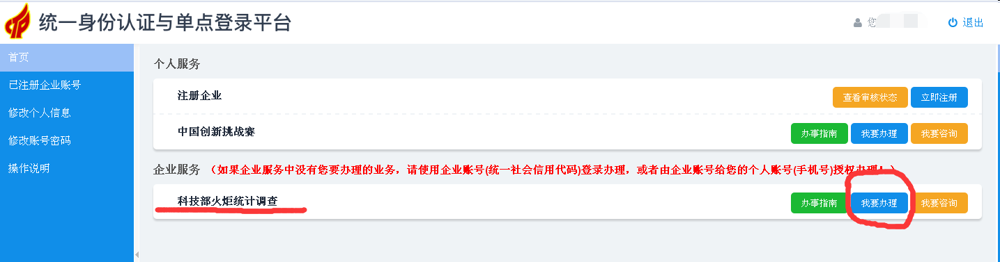 统一身份认证与单点登录平台
您
退出
首页
已注册企业账号
修改个人信息
修改账号密码
操作说明
个人服务
注册企业
查看审核状态
立即注册
中国创新挑战赛
办事指南
我要办理
我要咨询
企业服务 （如果企业服务中没有您要办理的业务，请使用企业账号(统一社会信用代码)登录办理，或者由企业账号给您的个人账号(手机号)授权办理！）
科技部火炬统计调查
办事指南
我要办理
我要咨询